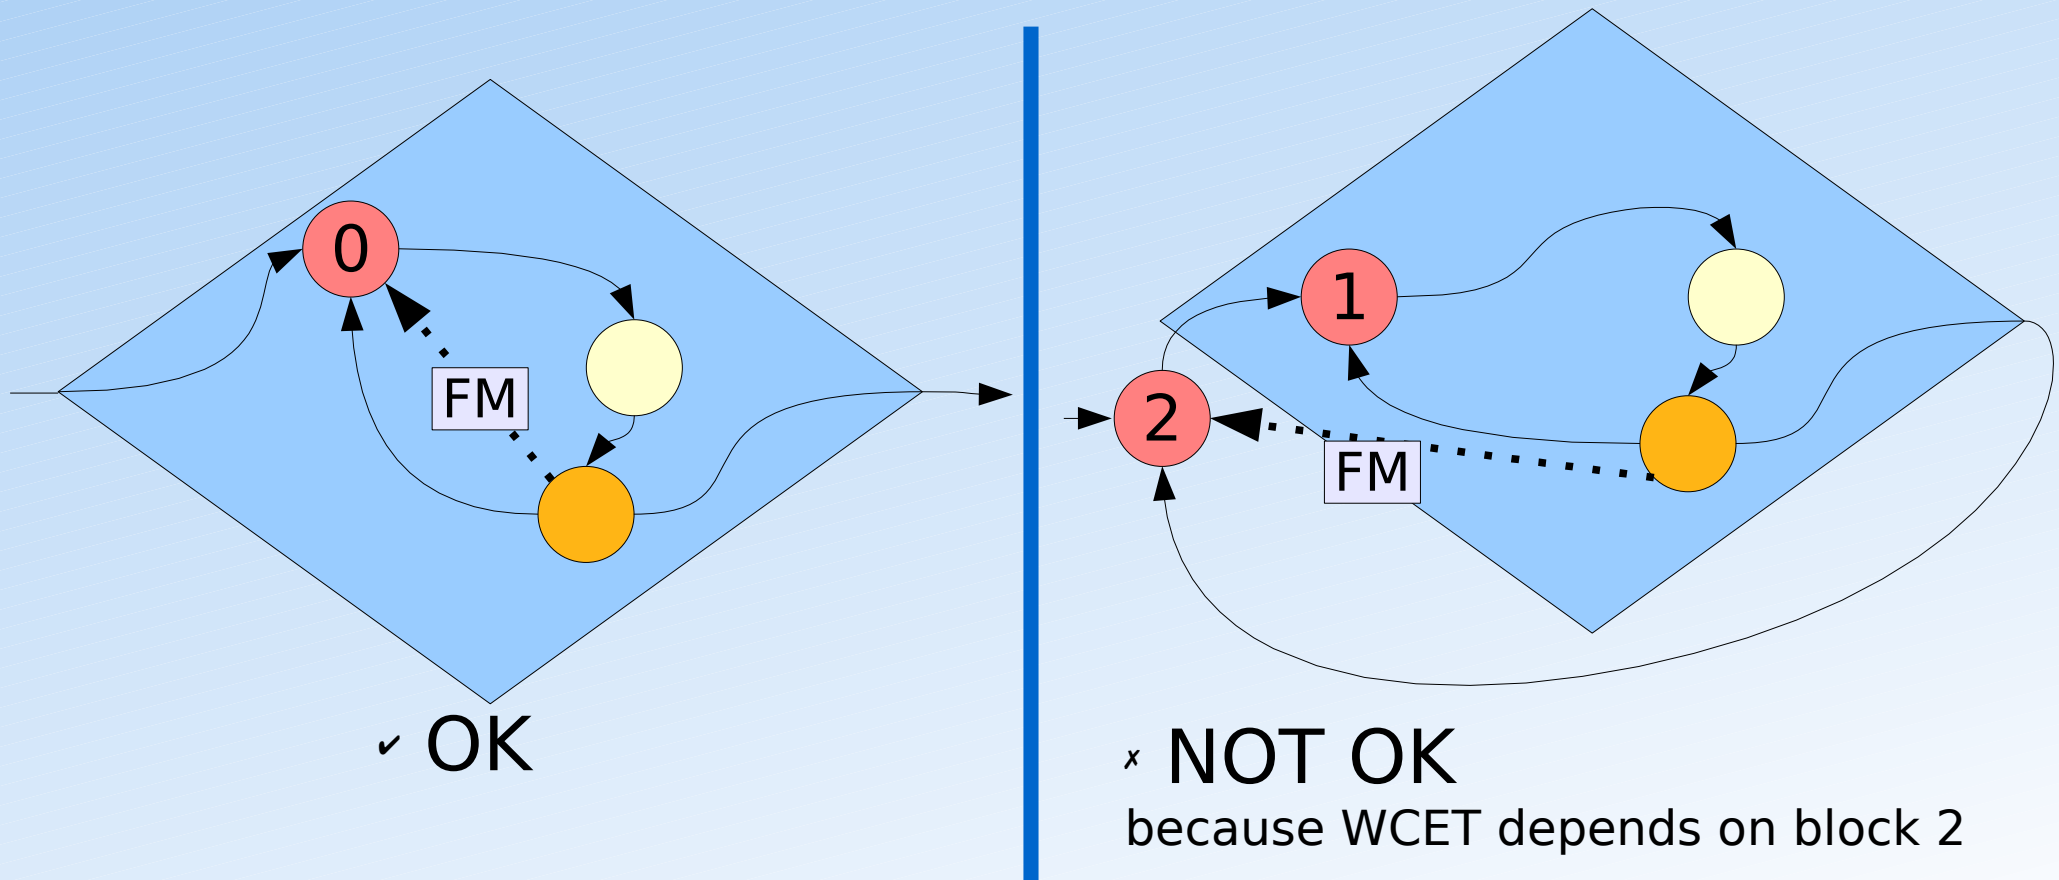 0
FM
✔ OK
1
2
FM
✗ NOT OK
because WCET depends on block 2